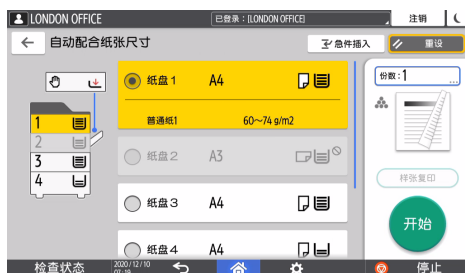 LONDON OFFICE
已登录：[LONDON OFFICE]
注销
自动配合纸张尺寸
急件插入
重设
纸盘1 A4
普通纸1 60～74 g/m2
纸盘2 A3
纸盘3 A4
纸盘4 A4
1
2
3
4
份数：1
...
样张复印
开始
检查状态
2020/12/10
停止